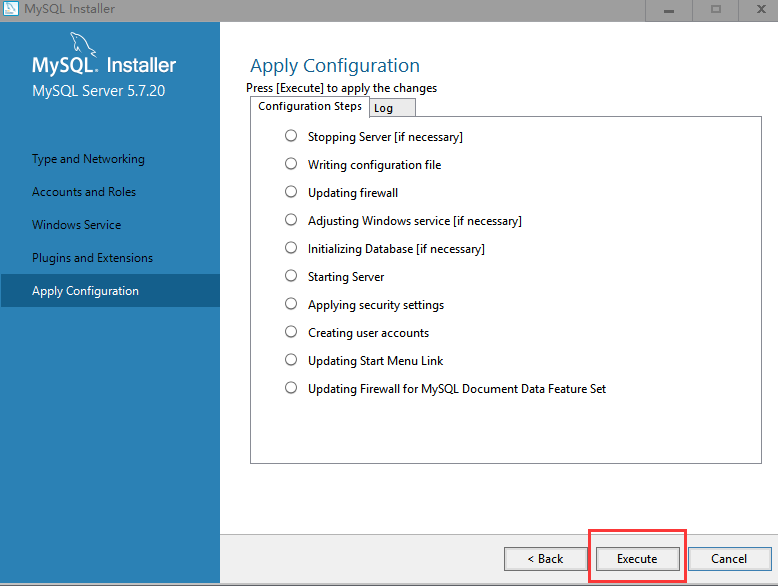 MySQL Installer
MySQL. Installer
MySQL Server 5.7.20
Type and Networking
Accounts and Roles
Windows Service
Plugins and Extensions
Apply Configuration
Apply Configuration
Press [Execute] to apply the changes
Configuration Steps
Log
Stopping Server [if necessary]
Writing configuration file
Updating firewall
Adjusting Windows service [if necessary]
Initializing Database [if necessary]
Starting Server
Applying security settings
Creating user accounts
Updating Start Menu Link
Updating Firewall for MySQL Document Data Feature Set
< Back
Execute
Cancel